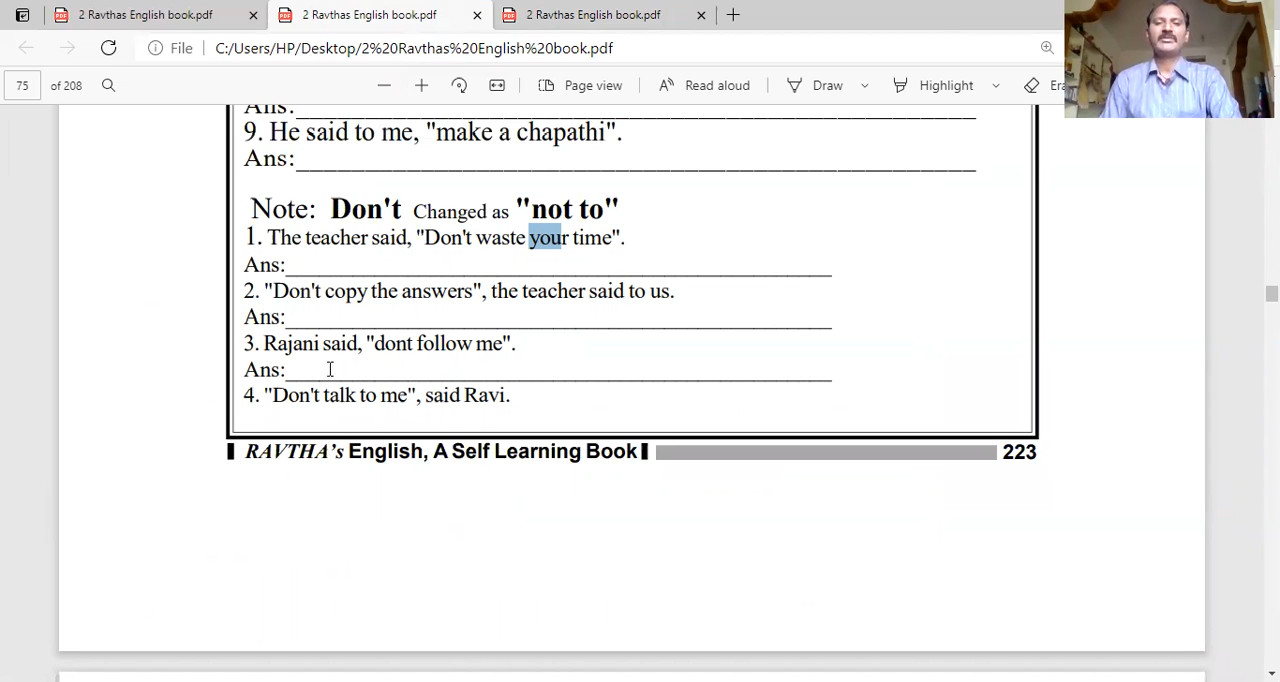 2 Ravthas English book.pdf
2 Ravthas English book.pdf
2 Ravthas English book.pdf
File
C:/Users/HP/Desktop/2%20Ravthas%20English%20book.pdf
75
of 208
Page view
Read aloud
Draw
Highlight
Era
Ans:
9. He said to me, "make a chapathi".
Ans:
Note: Don't Changed as "not to"
1. The teacher said, "Don't waste your time".
Ans:
2. "Don't copy the answers", the teacher said to us.
Ans:
3. Rajani said, "dont follow me".
Ans:
4. "Don't talk to me", said Ravi.
RAVTHA's English, A Self Learning Book
223